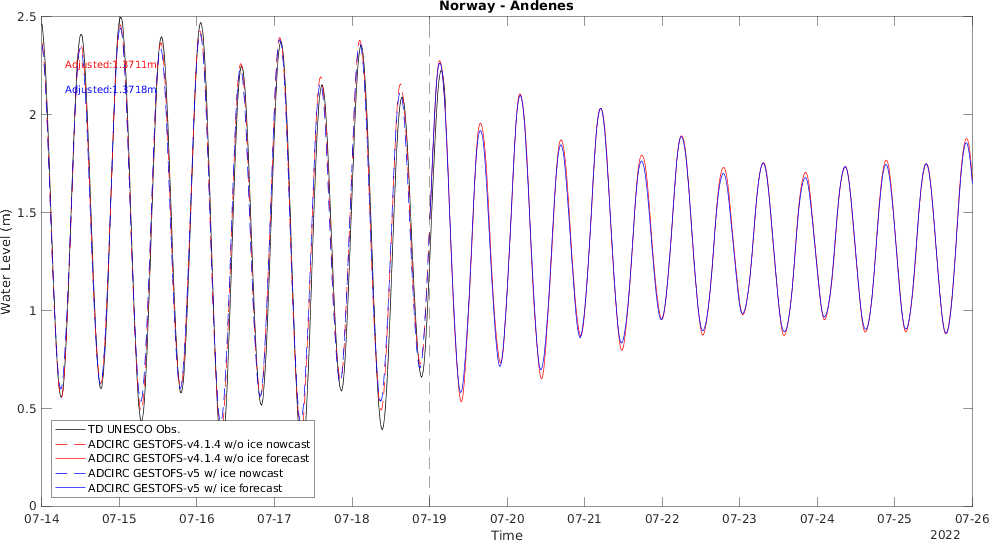 Norway - Andenes
2.5
Adjusted:1.3711m
Adjusted:1.3718m
2
1.5
Water Level (m)
1
0.5
TD UNESCO Obs.
ADCIRC GESTOFS-v4.1.4 w/o ice nowcast
ADCIRC GESTOFS-v4.1.4 w/o ice forecast
ADCIRC GESTOFS-v5 w/ ice nowcast
ADCIRC GESTOFS-v5 w/ ice forecast
0
07-14 07-15 07-16 07-17 07-18 07-19 07-20 07-21 07-22 07-23 07-24 07-25 07-26
Time
2022